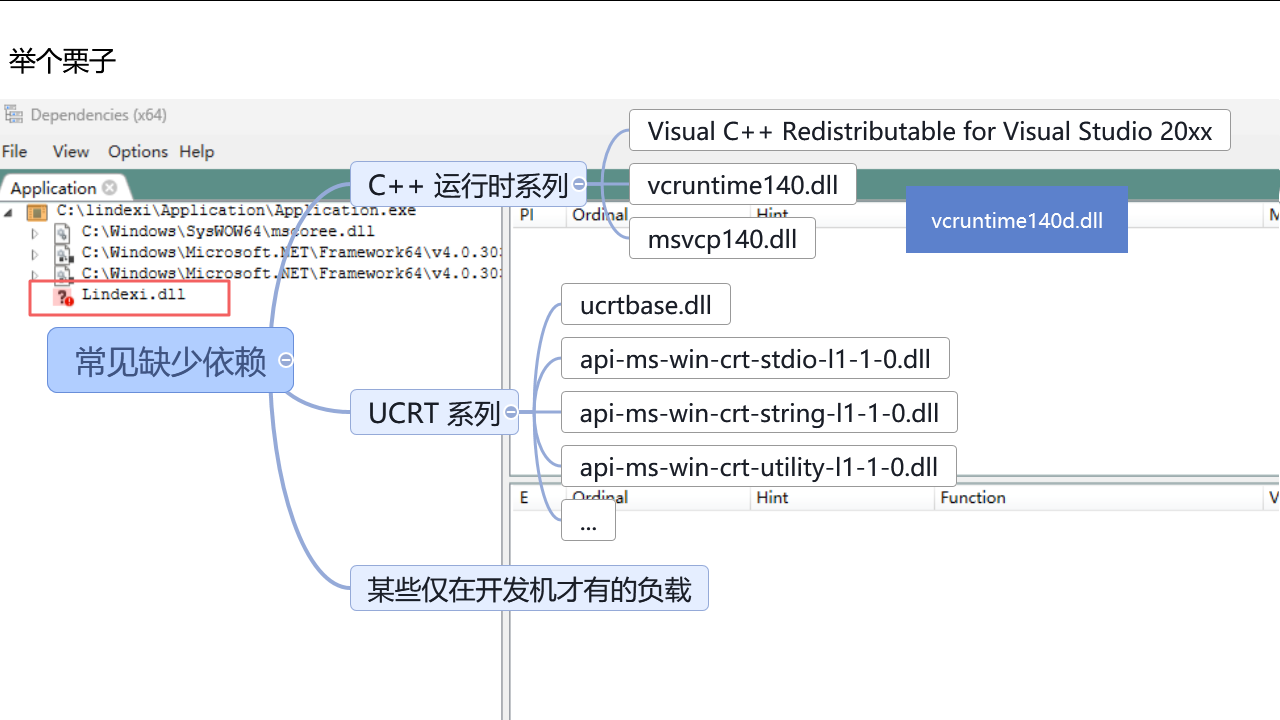 举个栗子
Dependencies (x64)
File View Options Help
Application
C:\lindexi\Application\Application.exe
C:\Windows\SysWOW64\mscoree.dll
C:\Windows\Microsoft.NET\Framework64\v4.0.303
C:\Windows\Microsoft.NET\Framework64\v4.0.303
Lindexi.dll
常见缺少依赖
C++ 运行时系列
Visual C++ Redistributable for Visual Studio 20xx
vcruntime140.dll
msvcp140.dll
vcruntime140d.dll
PI Ordinal Hint
UCRT 系列
ucrtbase.dll
api-ms-win-crt-stdio-l1-1-0.dll
api-ms-win-crt-string-l1-1-0.dll
api-ms-win-crt-utility-l1-1-0.dll
...
E Ordinal Hint Function
某些仅在开发机才有的负载